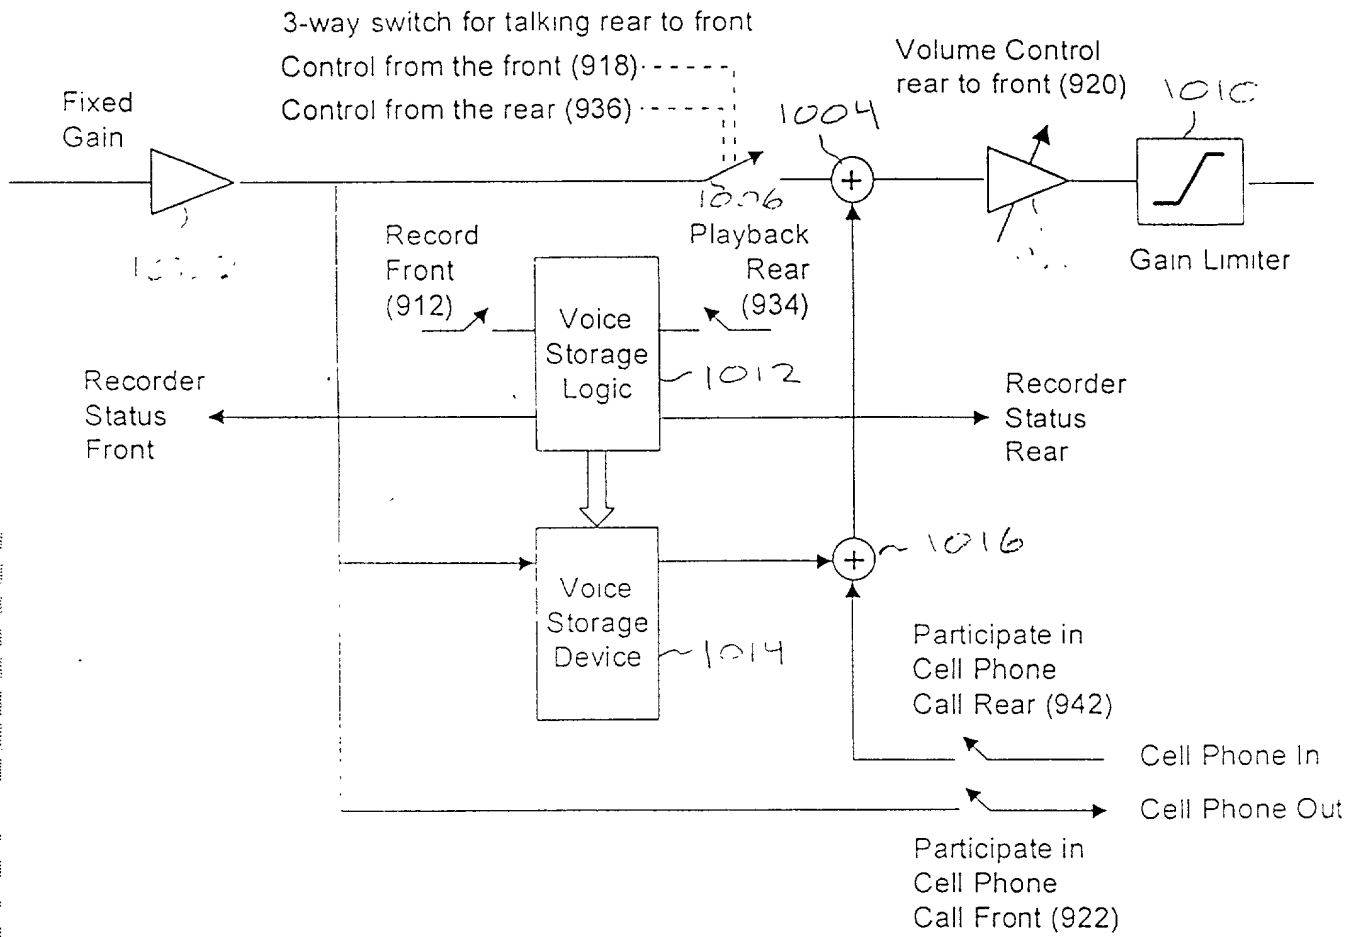 3-way switch for talking rear to front
Control from the front (918)
Control from the rear (936)
Fixed
Gain
1004
Volume Control
rear to front (920)
1010
1006
Record
Front
(912)
Playback
Rear
(934)
Gain Limiter
Voice
Storage
Logic
1012
Recorder
Status
Front
Recorder
Status
Rear
1016
Voice
Storage
Device
1014
Participate in
Cell Phone
Call Rear (942)
Cell Phone In
Cell Phone Out
Participate in
Cell Phone
Call Front (922)